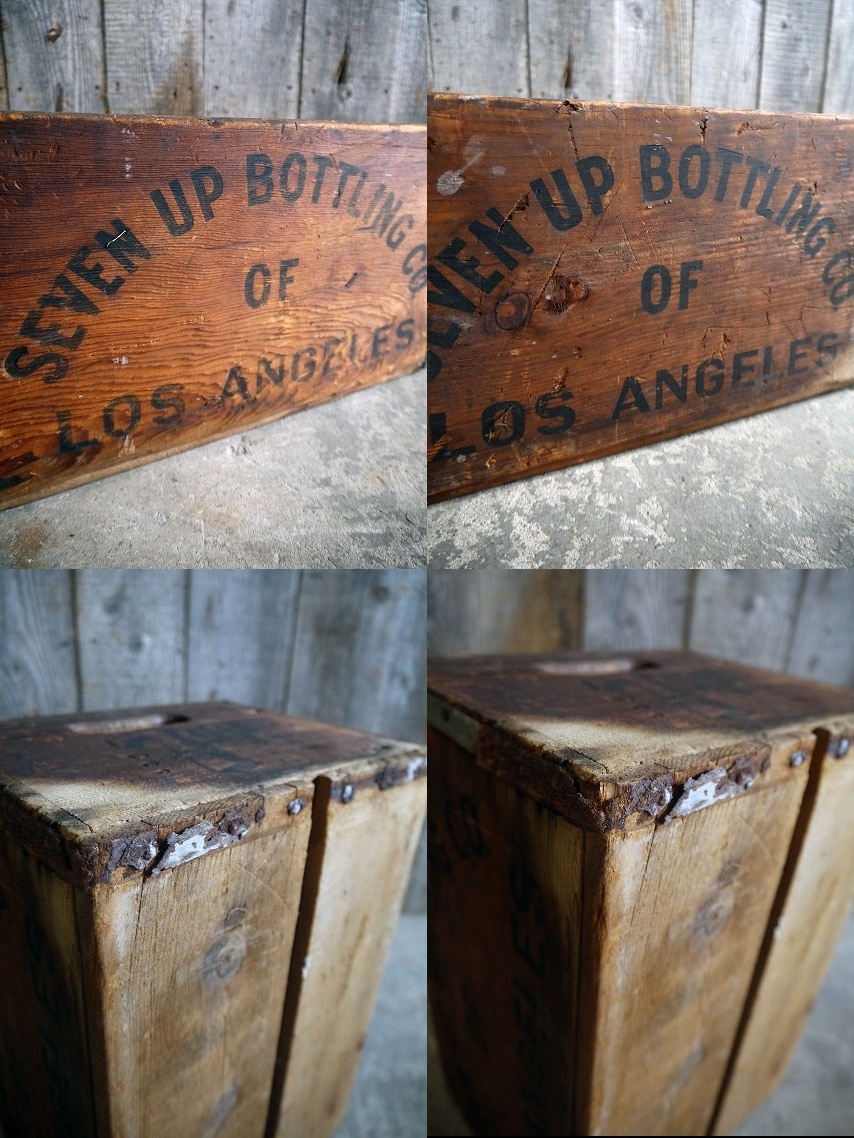 SEVEN UP BOTTLING CO
OF
LOS ANGELES
SEVEN UP BOTTLING CO
OF
LOS ANGELES